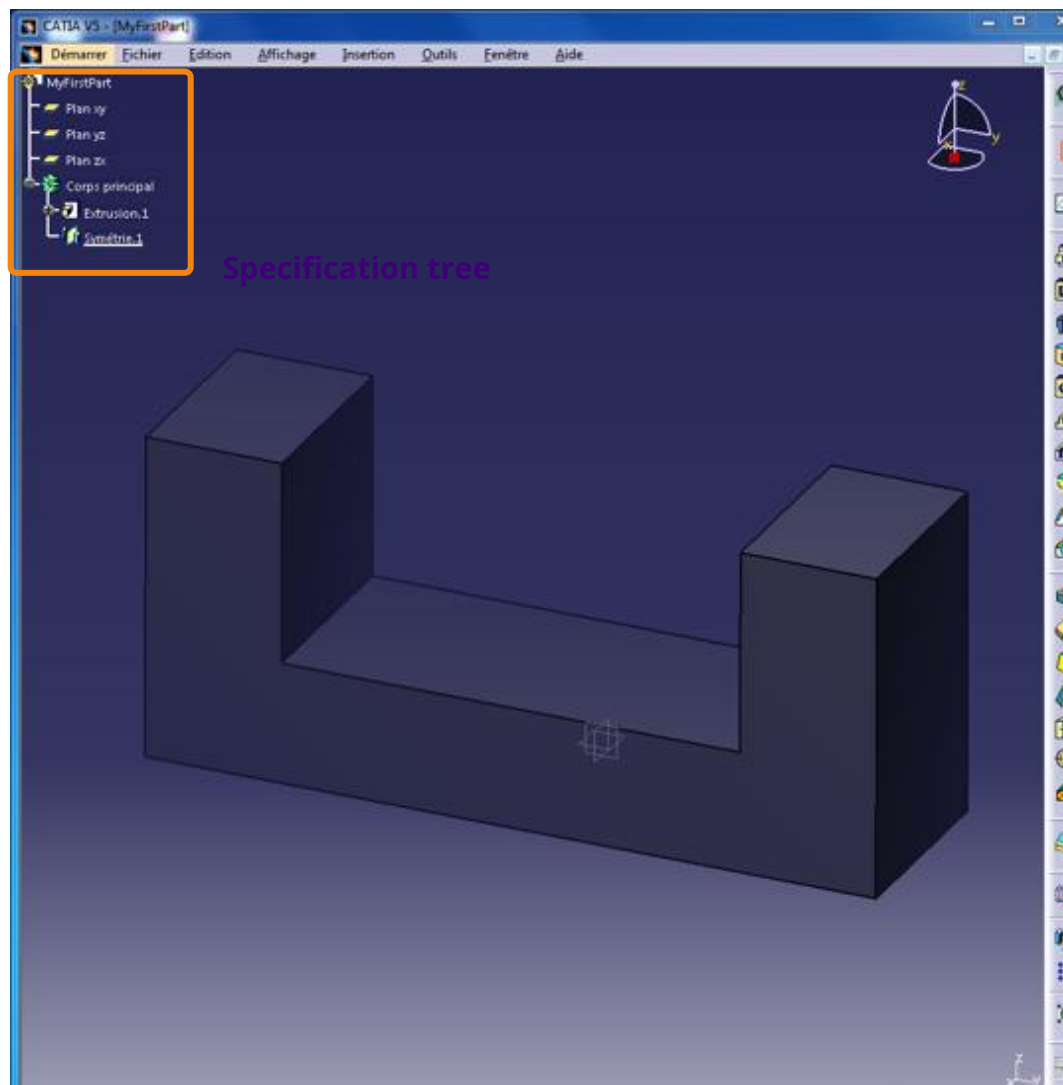 CATIA V5 - [MyFirstPart]
Démarrer Fichier Edition Affichage Insertion Outils Fenêtre Aide
MyFirstPart
Plan xy
Plan yz
Plan zx
Corps principal
Extrusion.1
Symétrie.1
Specification tree
z
y
x
z